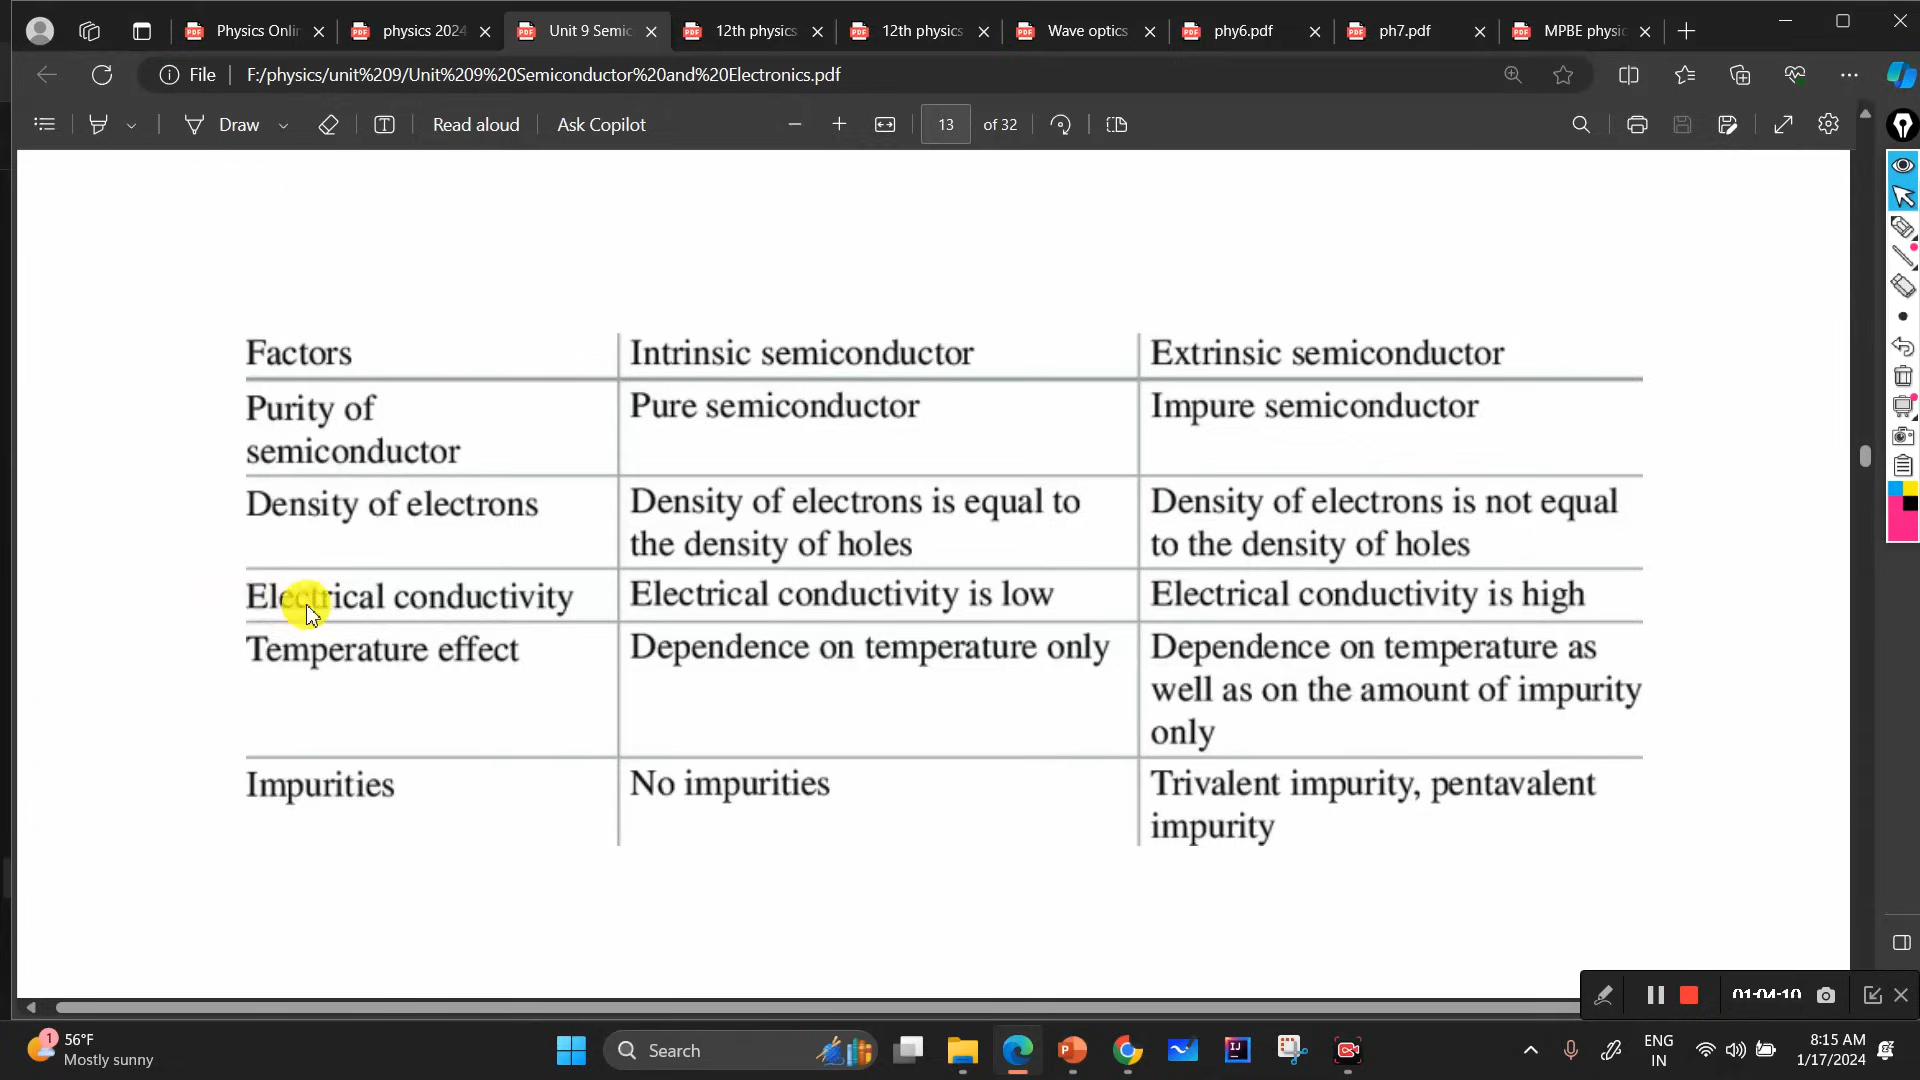 Physics Onlin
physics 2024
Unit 9 Semic
12th physics
12th physics
Wave optics
phy6.pdf
ph7.pdf
MPBE physic
File
F:/physics/unit%209/Unit%209%20Semiconductor%20and%20Electronics.pdf
Draw
Read aloud
Ask Copilot
13
of 32
Factors
Intrinsic semiconductor
Extrinsic semiconductor
Purity of
semiconductor
Pure semiconductor
Impure semiconductor
Density of electrons
Density of electrons is equal to
the density of holes
Density of electrons is not equal
to the density of holes
Electrical conductivity
Electrical conductivity is low
Electrical conductivity is high
Temperature effect
Dependence on temperature only
Dependence on temperature as
well as on the amount of impurity
only
Impurities
No impurities
Trivalent impurity, pentavalent
impurity
01:04:10
1
56°F
Mostly sunny
Search
ENG
IN
8:15 AM
1/17/2024